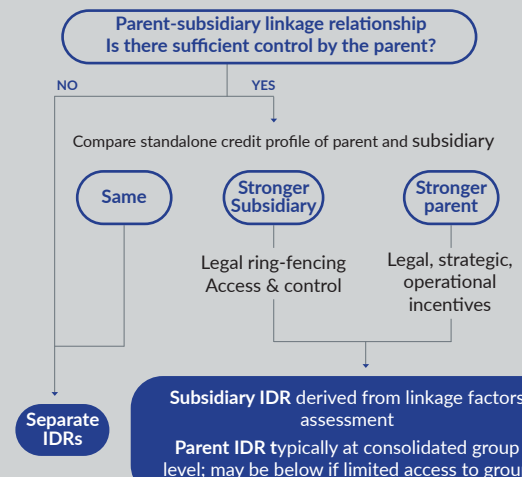 Parent-subsidiary linkage relationship
Is there sufficient control by the parent?
NO
YES
Compare standalone credit profile of parent and subsidiary
Same
Stronger
Subsidiary
Stronger
parent
Legal ring-fencing
Access & control
Legal, strategic,
operational
incentives
Separate
IDRs
Subsidiary IDR derived from linkage factors
assessment
Parent IDR typically at consolidated group
level; may be below if limited access to group